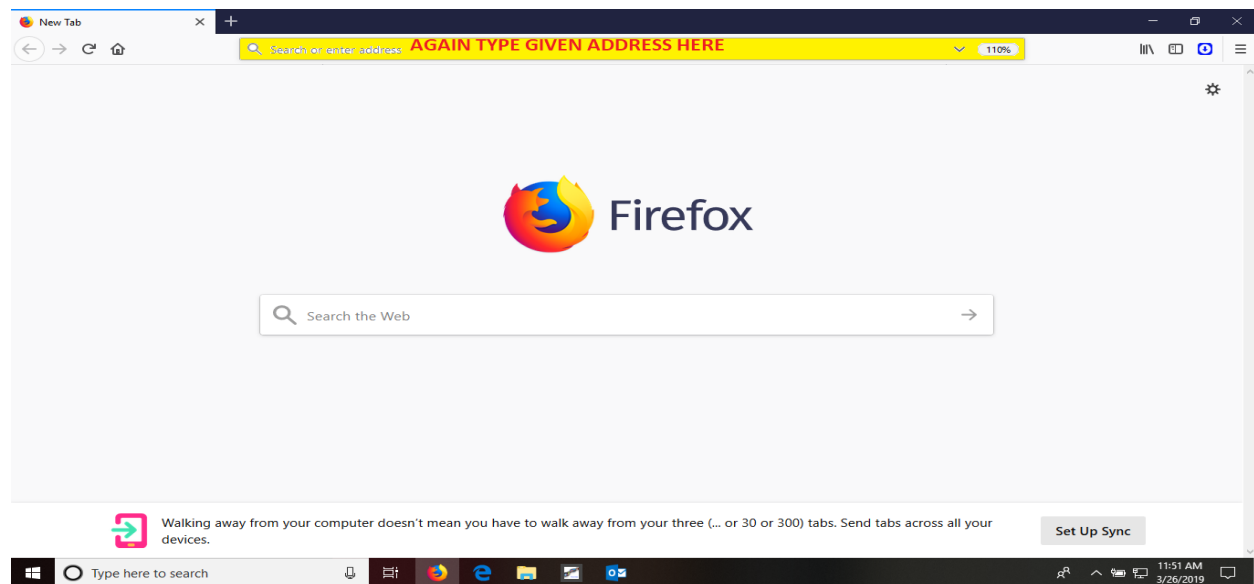 New Tab
Search or enter address AGAIN TYPE GIVEN ADDRESS HERE 110%
Firefox
Search the Web
Walking away from your computer doesn't mean you have to walk away from your three (... or 30 or 300) tabs. Send tabs across all your
devices.
Set Up Sync
Type here to search
11:51 AM
3/26/2019